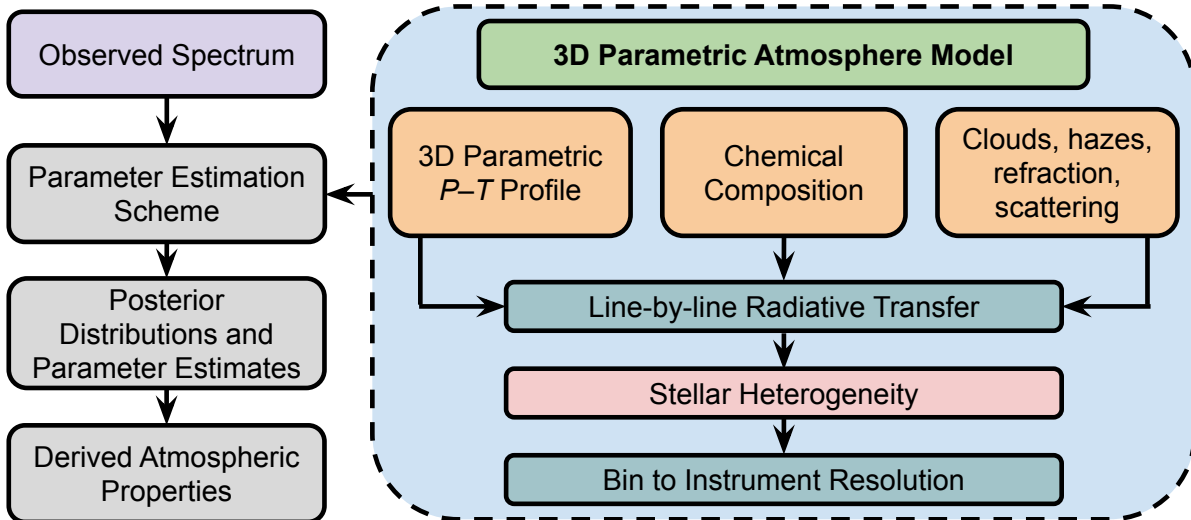 Observed Spectrum
Parameter Estimation
Scheme
Posterior
Distributions and
Parameter Estimates
Derived Atmospheric
Properties
3D Parametric Atmosphere Model
3D Parametric
P–T Profile
Chemical
Composition
Clouds, hazes,
refraction,
scattering
Line-by-line Radiative Transfer
Stellar Heterogeneity
Bin to Instrument Resolution